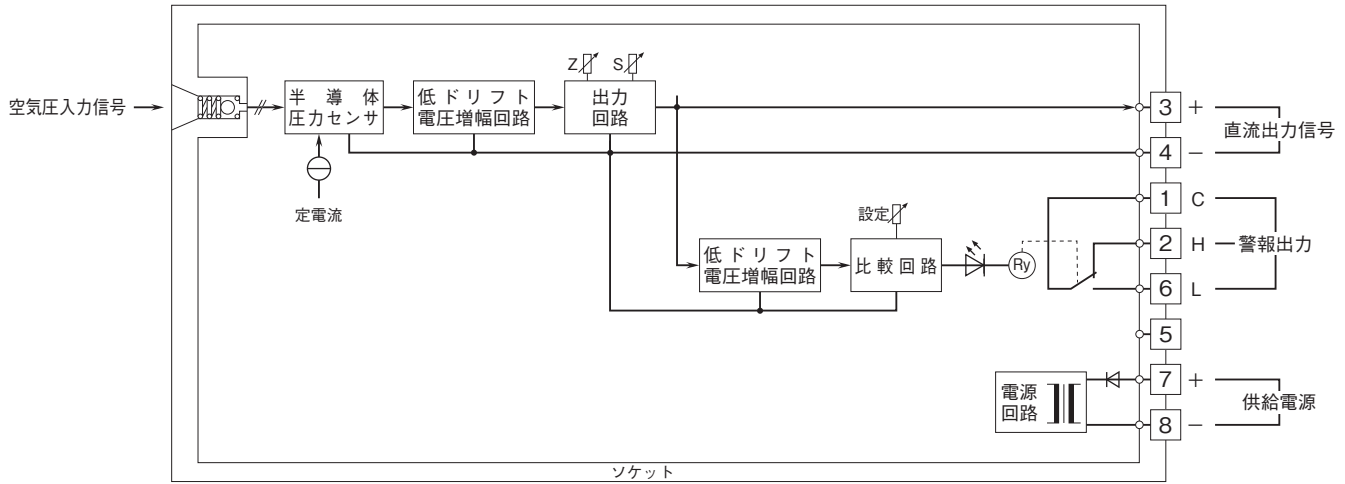 Z
S
空気圧入力信号
半導体
圧力センサ
低ドリフト
電圧増幅回路
出力
回路
3 +
直流出力信号
4 −
定電流
設定
1 C
低ドリフト
電圧増幅回路
比較回路
Ry
2 H
警報出力
6 L
5
電源
回路
7 +
供給電源
8 −
ソケット